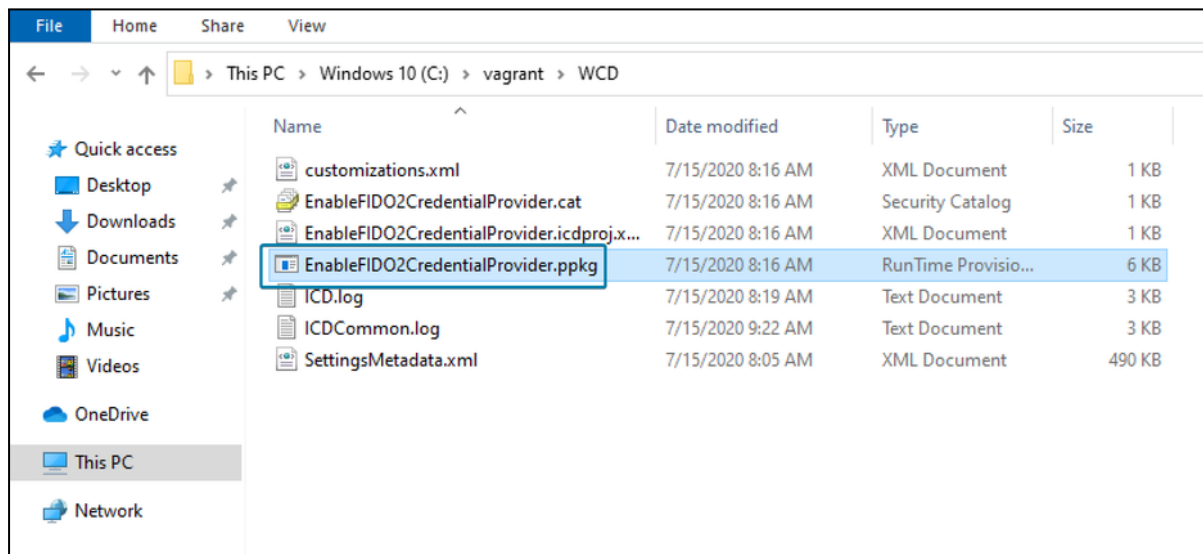 File Home Share View
This PC > Windows 10 (C:) > vagrant > WCD
Name Date modified Type Size
Quick access
Desktop
Downloads
Documents
Pictures
Music
Videos
OneDrive
This PC
Network
customizations.xml 7/15/2020 8:16 AM XML Document 1 KB
EnableFIDO2CredentialProvider.cat 7/15/2020 8:16 AM Security Catalog 1 KB
EnableFIDO2CredentialProvider.icdproj.x... 7/15/2020 8:16 AM XML Document 1 KB
EnableFIDO2CredentialProvider.ppkg 7/15/2020 8:16 AM RunTime Provisio... 6 KB
ICD.log 7/15/2020 8:19 AM Text Document 3 KB
ICDCommon.log 7/15/2020 9:22 AM Text Document 3 KB
SettingsMetadata.xml 7/15/2020 8:05 AM XML Document 490 KB